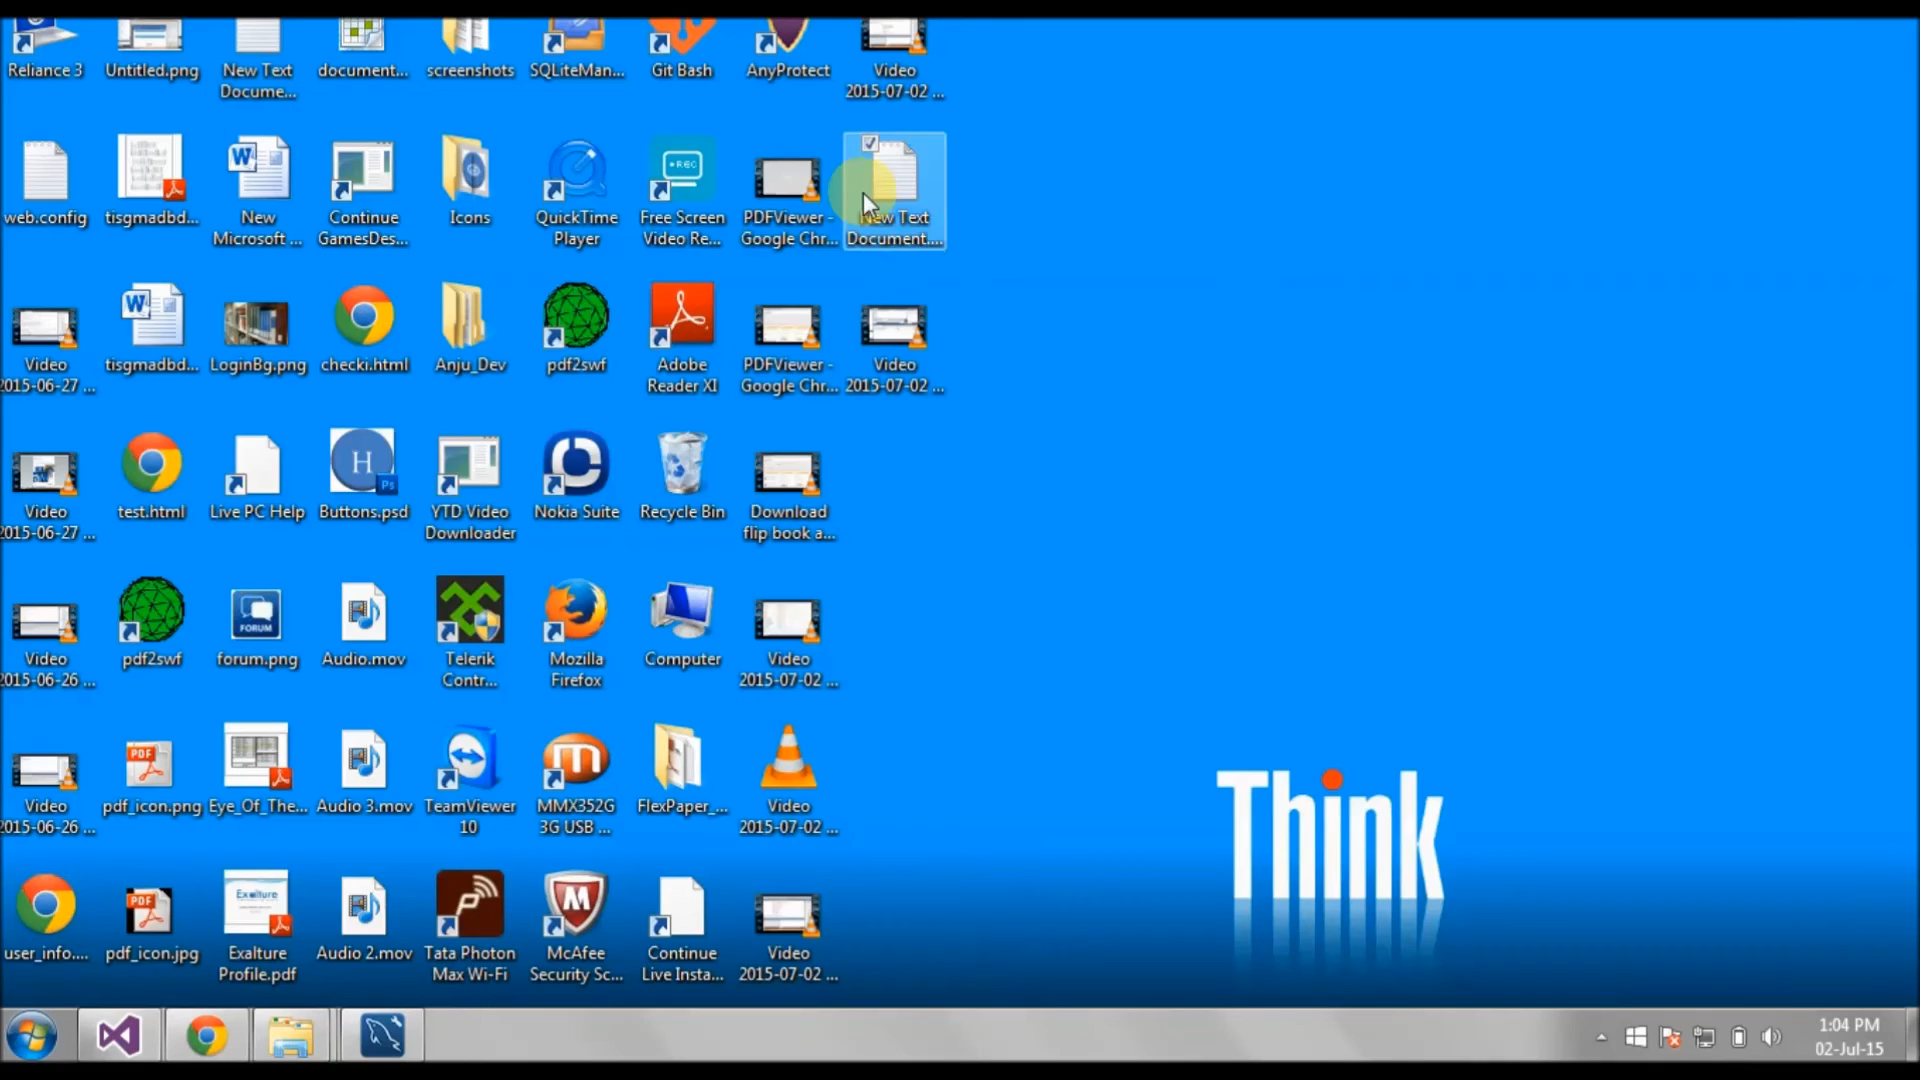 Reliance 3
Untitled.png
New Text
Docume...
document...
screenshots
SQLiteMan...
Git Bash
AnyProtect
Video
2015-07-02 ...
web.config
tisgmadbd...
New
Microsoft ...
Continue
GamesDes...
Icons
QuickTime
Player
REC
Free Screen
Video Re...
PDFViewer -
Google Chr...
New Text
Document....
Video
2015-06-27 ...
tisgmadbd...
LoginBg.png
checki.html
Anju_Dev
pdf2swf
Adobe
Reader XI
PDFViewer -
Google Chr...
Video
2015-07-02 ...
Video
2015-06-27 ...
test.html
Live PC Help
H
Ps
Buttons.psd
YTD Video
Downloader
Nokia Suite
Recycle Bin
Download
flip book a...
Video
2015-06-26 ...
pdf2swf
FORUM
forum.png
Audio.mov
Telerik
Contr...
Mozilla
Firefox
Computer
Video
2015-07-02 ...
Video
2015-06-26 ...
PDF
pdf_icon.png
Eye_Of_The...
Audio 3.mov
TeamViewer
10
MMX352G
3G USB ...
FlexPaper_...
Video
2015-07-02 ...
Think
user_info....
PDF
pdf_icon.jpg
Exalture
Exalture
Profile.pdf
Audio 2.mov
Tata Photon
Max Wi-Fi
McAfee
Security Sc...
Continue
Live Insta...
Video
2015-07-02 ...
1:04 PM
02-Jul-15